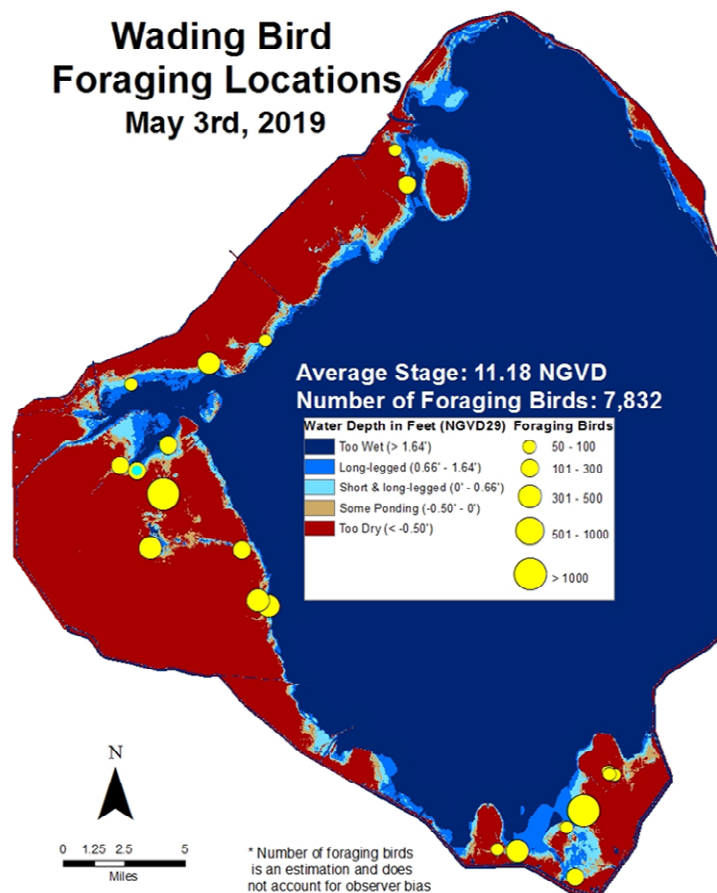 Wading Bird
Foraging Locations
May 3rd, 2019
Average Stage: 11.18 NGVD
Number of Foraging Birds: 7,832
Water Depth in Feet (NGVD29)
Too Wet (> 1.64')
Long-legged (0.66' - 1.64')
Short & long-legged (0' - 0.66')
Some Ponding (-0.50' - 0')
Too Dry (< -0.50')
Foraging Birds
50 - 100
101 - 300
301 - 500
501 - 1000
> 1000
N
0 1.25 2.5 5
Miles
* Number of foraging birds
is an estimation and does
not account for observer bias